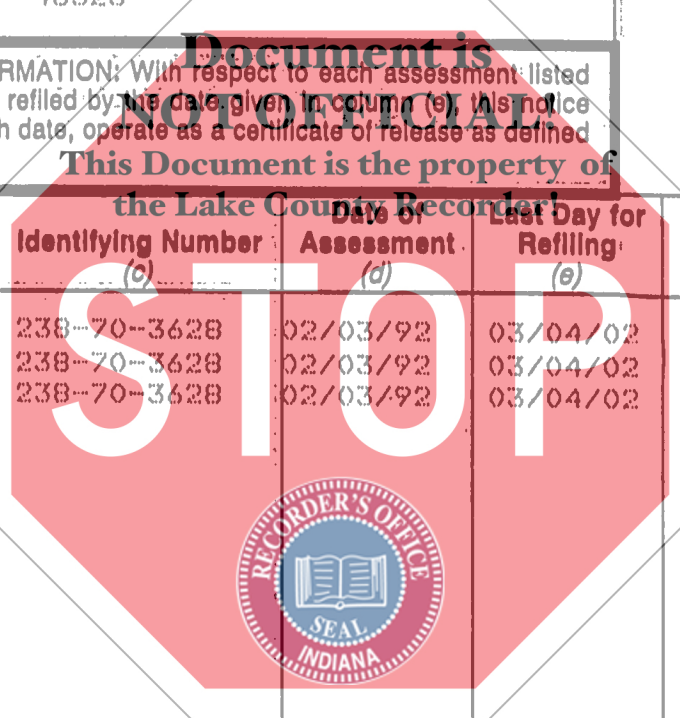 Document is
RMATION: With respect to each assessment listed
refiled by the date given in column (e), this notice
NOT OFFICIAL!
h date, operate as a certificate of release as defined
This Document is the property of
the Lake County Recorder!
Identifying Number
(c)
Date of
Assessment
(d)
Last Day for
Refiling
(e)
STOP
238-70-3628 02/03/92 03/04/02
238-70-3628 02/03/92 03/04/02
238-70-3628 02/03/92 03/04/02
RECORDER'S OFFICE
SEAL
INDIANA